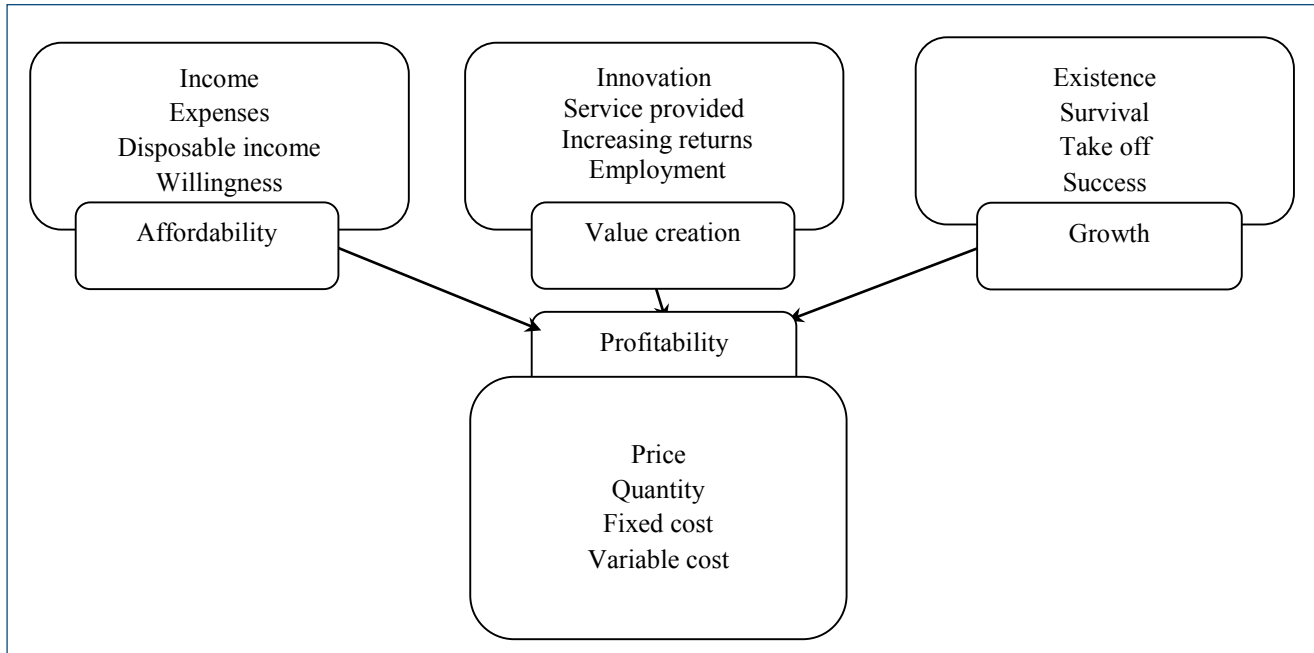 Income
Expenses
Disposable income
Willingness
Affordability
Innovation
Service provided
Increasing returns
Employment
Value creation
Existence
Survival
Take off
Success
Growth
Profitability
Price
Quantity
Fixed cost
Variable cost